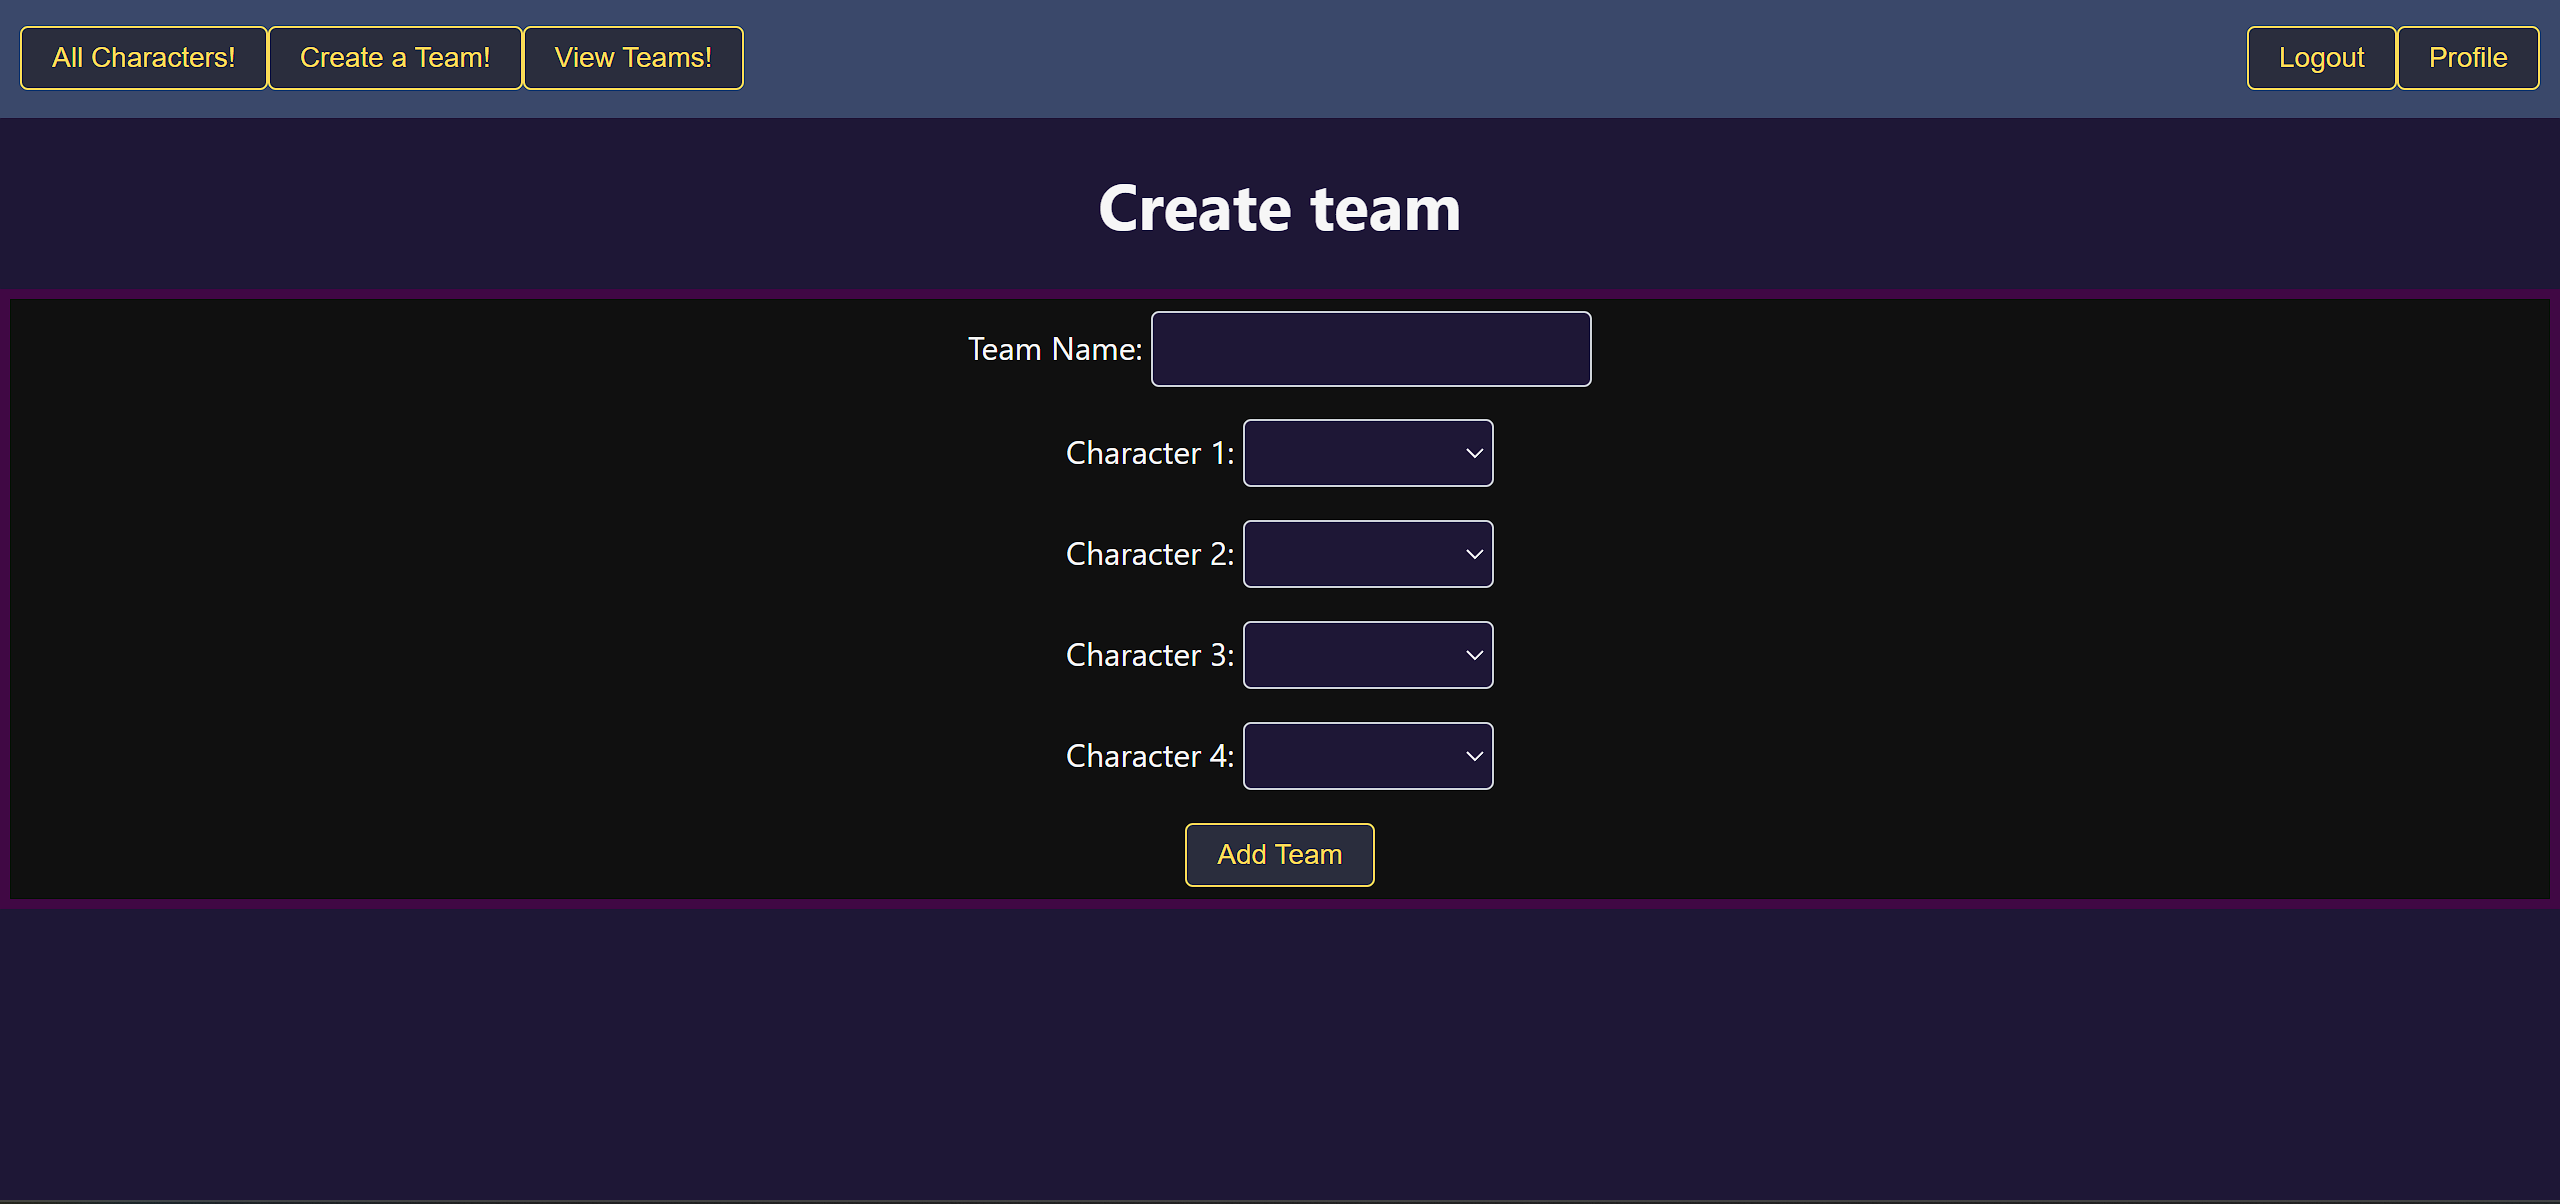 All Characters! Create a Team! View Teams! Logout Profile
Create team
Team Name:
Character 1:
Character 2:
Character 3:
Character 4:
Add Team